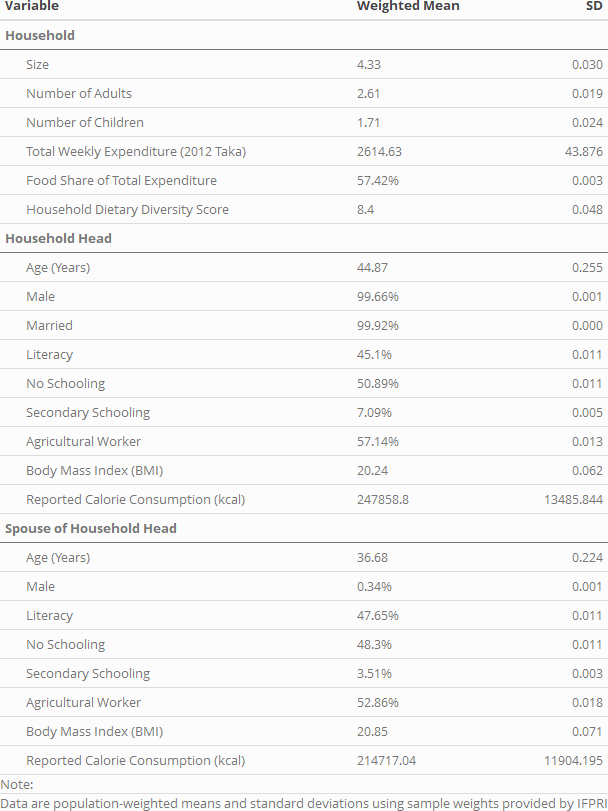 Variable Weighted Mean SD
Household
Size 4.33 0.030
Number of Adults 2.61 0.019
Number of Children 1.71 0.024
Total Weekly Expenditure (2012 Taka) 2614.63 43.876
Food Share of Total Expenditure 57.42% 0.003
Household Dietary Diversity Score 8.4 0.048
Household Head
Age (Years) 44.87 0.255
Male 99.66% 0.001
Married 99.92% 0.000
Literacy 45.1% 0.011
No Schooling 50.89% 0.011
Secondary Schooling 7.09% 0.005
Agricultural Worker 57.14% 0.013
Body Mass Index (BMI) 20.24 0.062
Reported Calorie Consumption (kcal) 247858.8 13485.844
Spouse of Household Head
Age (Years) 36.68 0.224
Male 0.34% 0.001
Literacy 47.65% 0.011
No Schooling 48.3% 0.011
Secondary Schooling 3.51% 0.003
Agricultural Worker 52.86% 0.018
Body Mass Index (BMI) 20.85 0.071
Reported Calorie Consumption (kcal) 214717.04 11904.195
Note:
Data are population-weighted means and standard deviations using sample weights provided by IFPRI